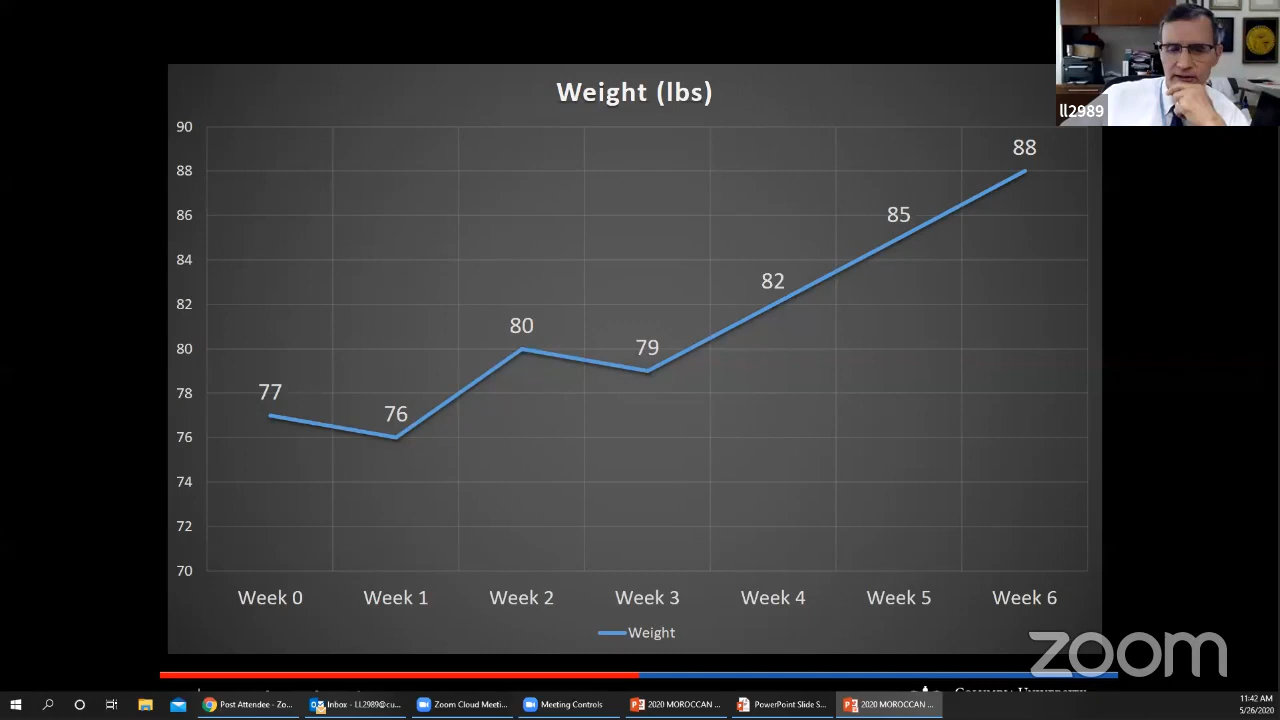 ll2989
Weight (lbs)
90
88
86
84
82
80
78
76
74
72
70
77
76
80
79
82
85
88
Week 0
Week 1
Week 2
Week 3
Week 4
Week 5
Week 6
Weight
zoom
Post Attendee - Zo...
Inbox - LL2989@cu...
Zoom Cloud Meeti...
Meeting Controls
2020 MOROCCAN ...
PowerPoint Slide S...
2020 MOROCCAN ...
11:42 AM
5/26/2020